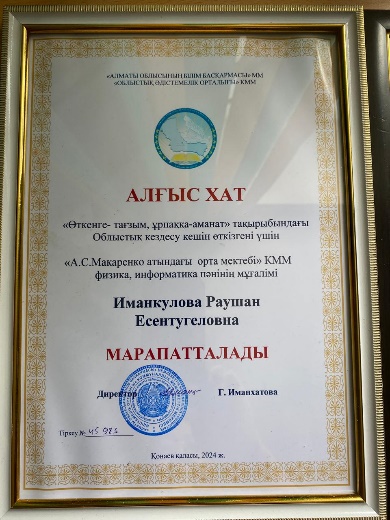 «АЛМАТЫ ОБЛЫСЫНЫҢ БІЛІМ БАСҚАРМАСЫ» ММ
«ОБЛЫСТЫҚ ӘДІСТЕМЕЛІК ОРТАЛЫҒЫ» КММ
АЛҒЫС ХАТ
«Өткенге- тағзым, ұрпаққа-аманат» тақырыбындағы
Облыстық кездесу кешін өткізгені үшін
«А.С.Макаренко атындағы орта мектебі» КММ
физика, информатика пәнінің мұғалімі
Иманкулова Раушан
Есентугеловна
МАРАПАТТАЛАДЫ
Директор Г. Иманхатова
Тіркеу №
Қонаев қаласы, 2024 ж.